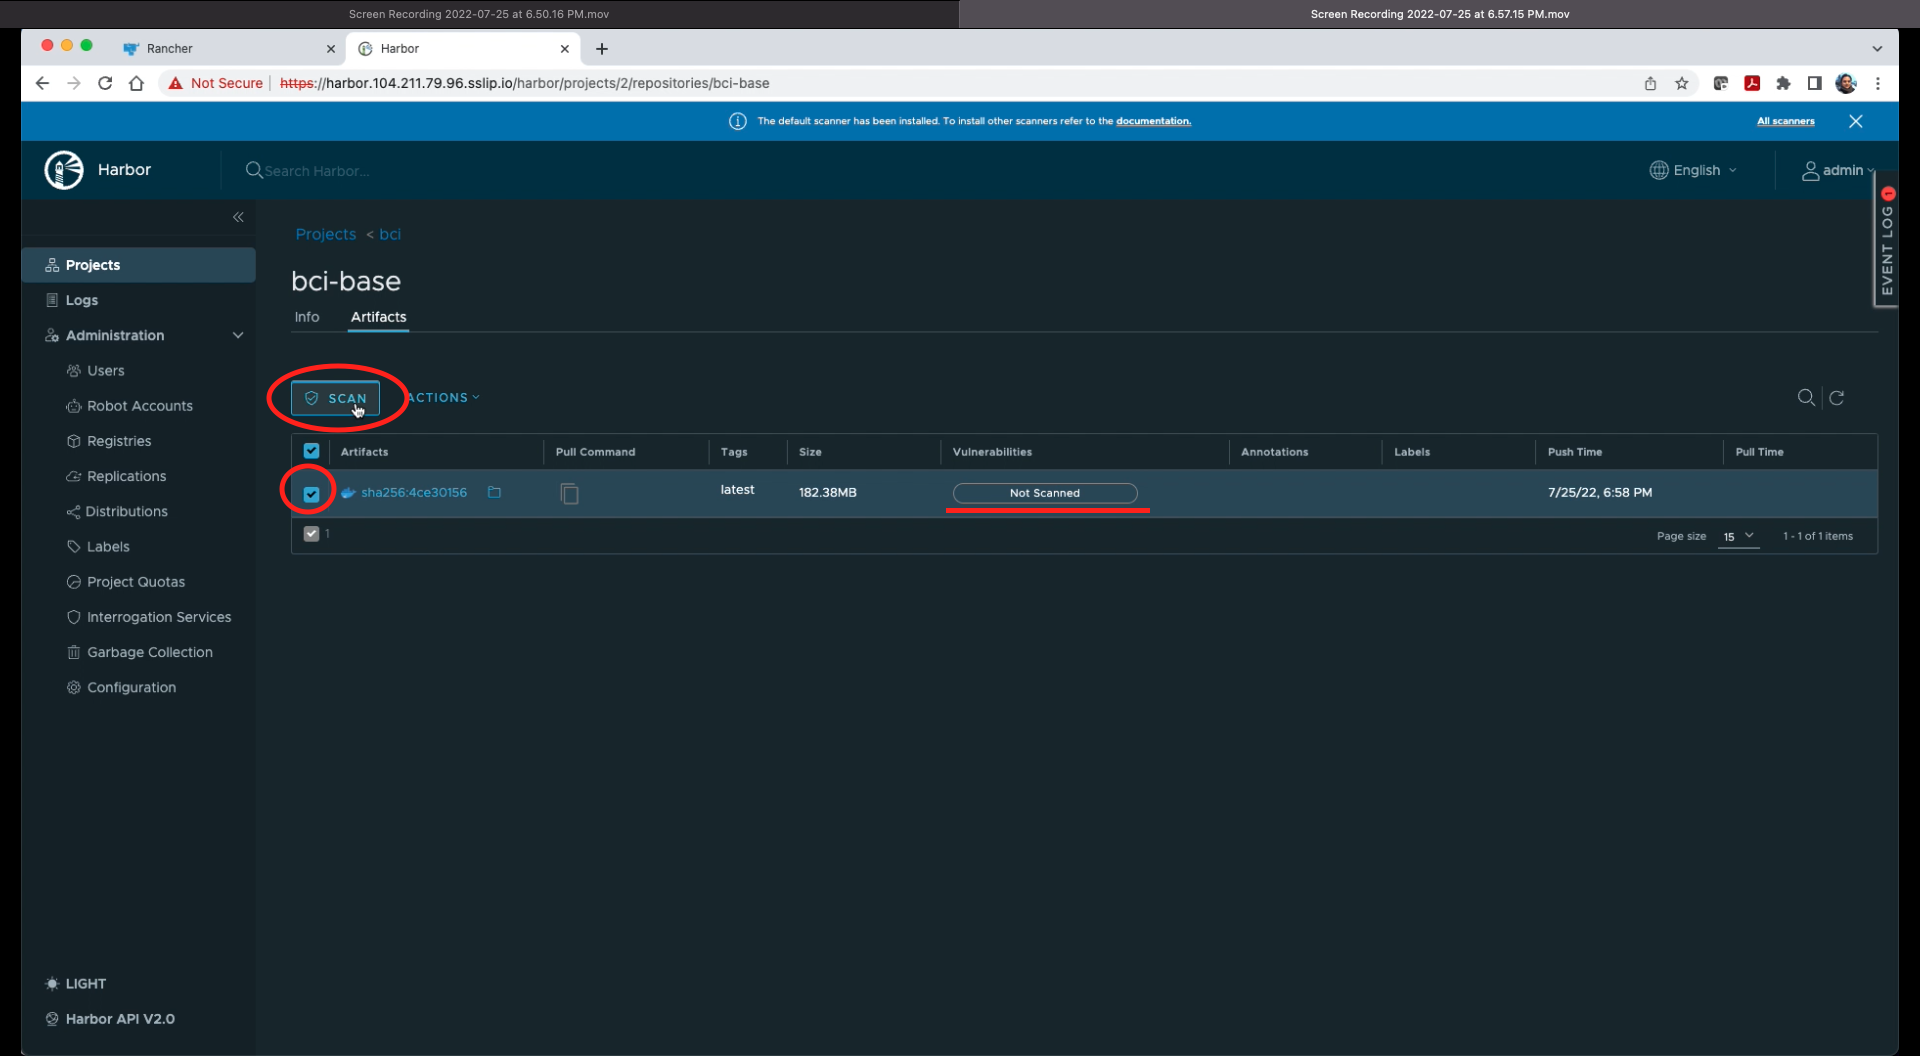 Screen Recording 2022-07-25 at 6.50.16 PM.mov
Screen Recording 2022-07-25 at 6.57.15 PM.mov
Rancher
Harbor
Not Secure
https://harbor.104.211.79.96.sslip.io/harbor/projects/2/repositories/bci-base
The default scanner has been installed. To install other scanners refer to the documentation.
All scanners
Harbor
Search Harbor...
English
admin
EVENT LOG
1
Projects
Logs
Administration
Users
Robot Accounts
Registries
Replications
Distributions
Labels
Project Quotas
Interrogation Services
Garbage Collection
Configuration
LIGHT
Harbor API V2.0
Projects < bci
bci-base
Info Artifacts
SCAN ACTIONS
Artifacts Pull Command Tags Size Vulnerabilities Annotations Labels Push Time Pull Time
sha256:4ce30156 latest 182.38MB Not Scanned 7/25/22, 6:58 PM
1 Page size 15 1 - 1 of 1 items